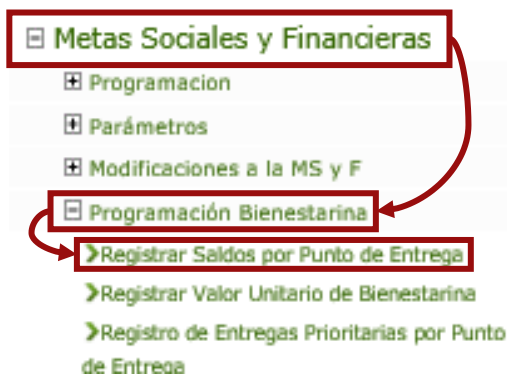 Metas Sociales y Financieras
Programacion
Parámetros
Modificaciones a la MS y F
Programación Bienestarina
Registrar Saldos por Punto de Entrega
Registrar Valor Unitario de Bienestarina
Registro de Entregas Prioritarias por Punto
de Entrega